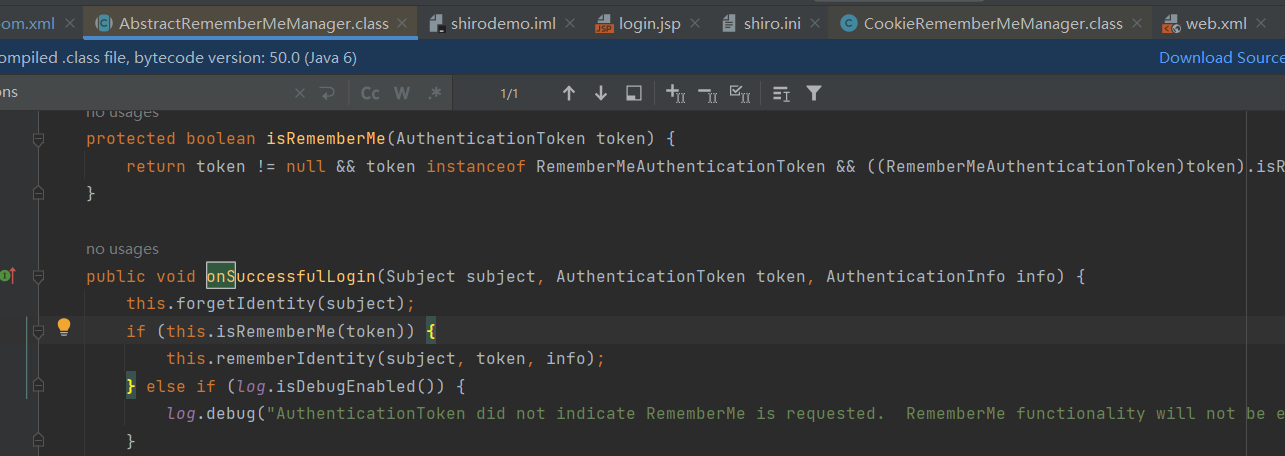 om.xml AbstractRememberMeManager.class shirodemo.iml login.jsp shiro.ini CookieRememberMeManager.class web.xml
ompiled .class file, bytecode version: 50.0 (Java 6) Download Source
ons Cc W .* 1/1
no usages
protected boolean isRememberMe(AuthenticationToken token) {
return token != null && token instanceof RememberMeAuthenticationToken && ((RememberMeAuthenticationToken)token).isR
}
no usages
public void onSuccessfulLogin(Subject subject, AuthenticationToken token, AuthenticationInfo info) {
this.forgetIdentity(subject);
if (this.isRememberMe(token)) {
this.rememberIdentity(subject, token, info);
} else if (log.isDebugEnabled()) {
log.debug("AuthenticationToken did not indicate RememberMe is requested.  RememberMe functionality will not be e
}